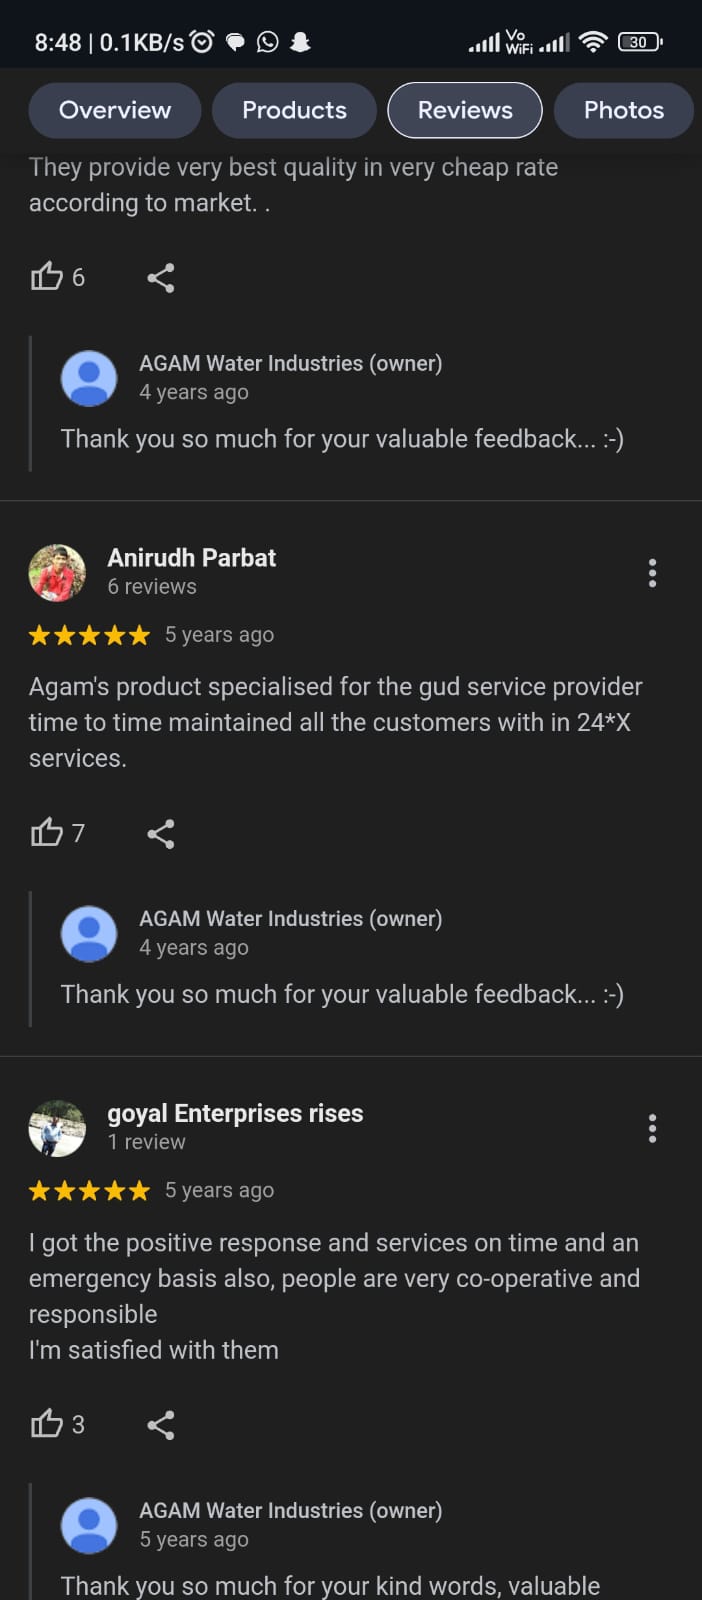 8:48 | 0.1KB/s
Vo
WiFi
30
Overview Products Reviews Photos
They provide very best quality in very cheap rate
according to market. .
6
AGAM Water Industries (owner)
4 years ago
Thank you so much for your valuable feedback... :-)
Anirudh Parbat
6 reviews
5 years ago
Agam's product specialised for the gud service provider
time to time maintained all the customers with in 24*X
services.
7
AGAM Water Industries (owner)
4 years ago
Thank you so much for your valuable feedback... :-)
goyal Enterprises rises
1 review
5 years ago
I got the positive response and services on time and an
emergency basis also, people are very co-operative and
responsible
I'm satisfied with them
3
AGAM Water Industries (owner)
5 years ago
Thank you so much for your kind words, valuable